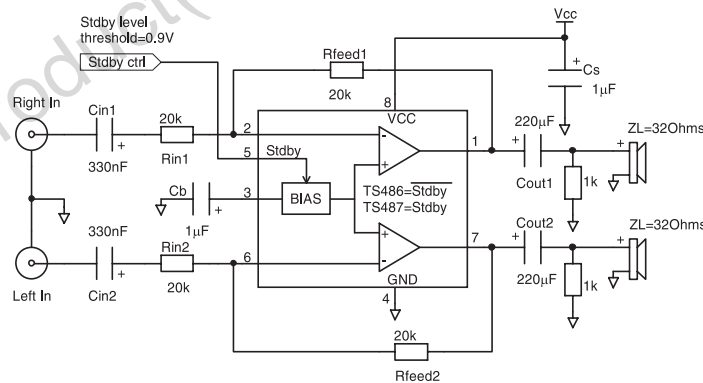 Stdby level
threshold=0.9V
Stdby ctrl
Vcc
Rfeed1
20k
Cs
1µF
Right In
Cin1
330nF
20k
Rin1
2
5
Stdby
8
VCC
1
220µF
Cout1
ZL=32Ohms
1k
Cb
1µF
3
BIAS
TS486=Stdby
TS487=Stdby
330nF
Cin2
Left In
Rin2
20k
6
7
Cout2
220µF
ZL=32Ohms
1k
GND
4
20k
Rfeed2
+
+
+
+
+
+
+
+
-
+
+
-
roduct(